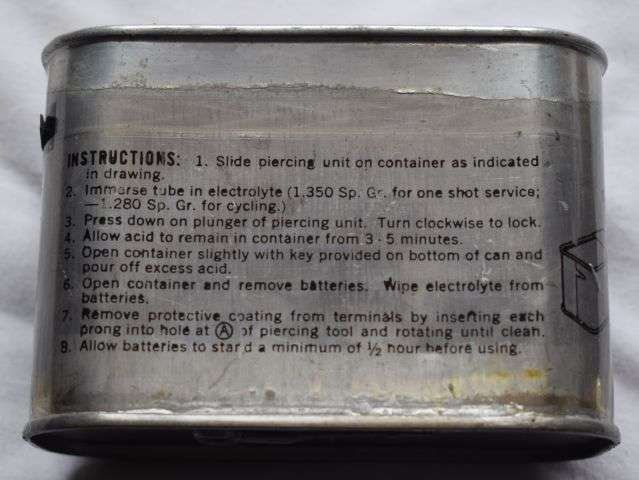 INSTRUCTIONS: 1. Slide piercing unit on container as indicated
in drawing.
2. Immerse tube in electrolyte (1.350 Sp. Gr. for one shot service;
—1.280 Sp. Gr. for cycling.)
3. Press down on plunger of piercing unit. Turn clockwise to lock.
4. Allow acid to remain in container from 3-5 minutes.
5. Open container slightly with key provided on bottom of can and
pour off excess acid.
6. Open container and remove batteries. Wipe electrolyte from
batteries.
7. Remove protective coating from terminals by inserting each
prong into hole at Ⓐ of piercing tool and rotating until clean.
8. Allow batteries to stand a minimum of ½ hour before using.